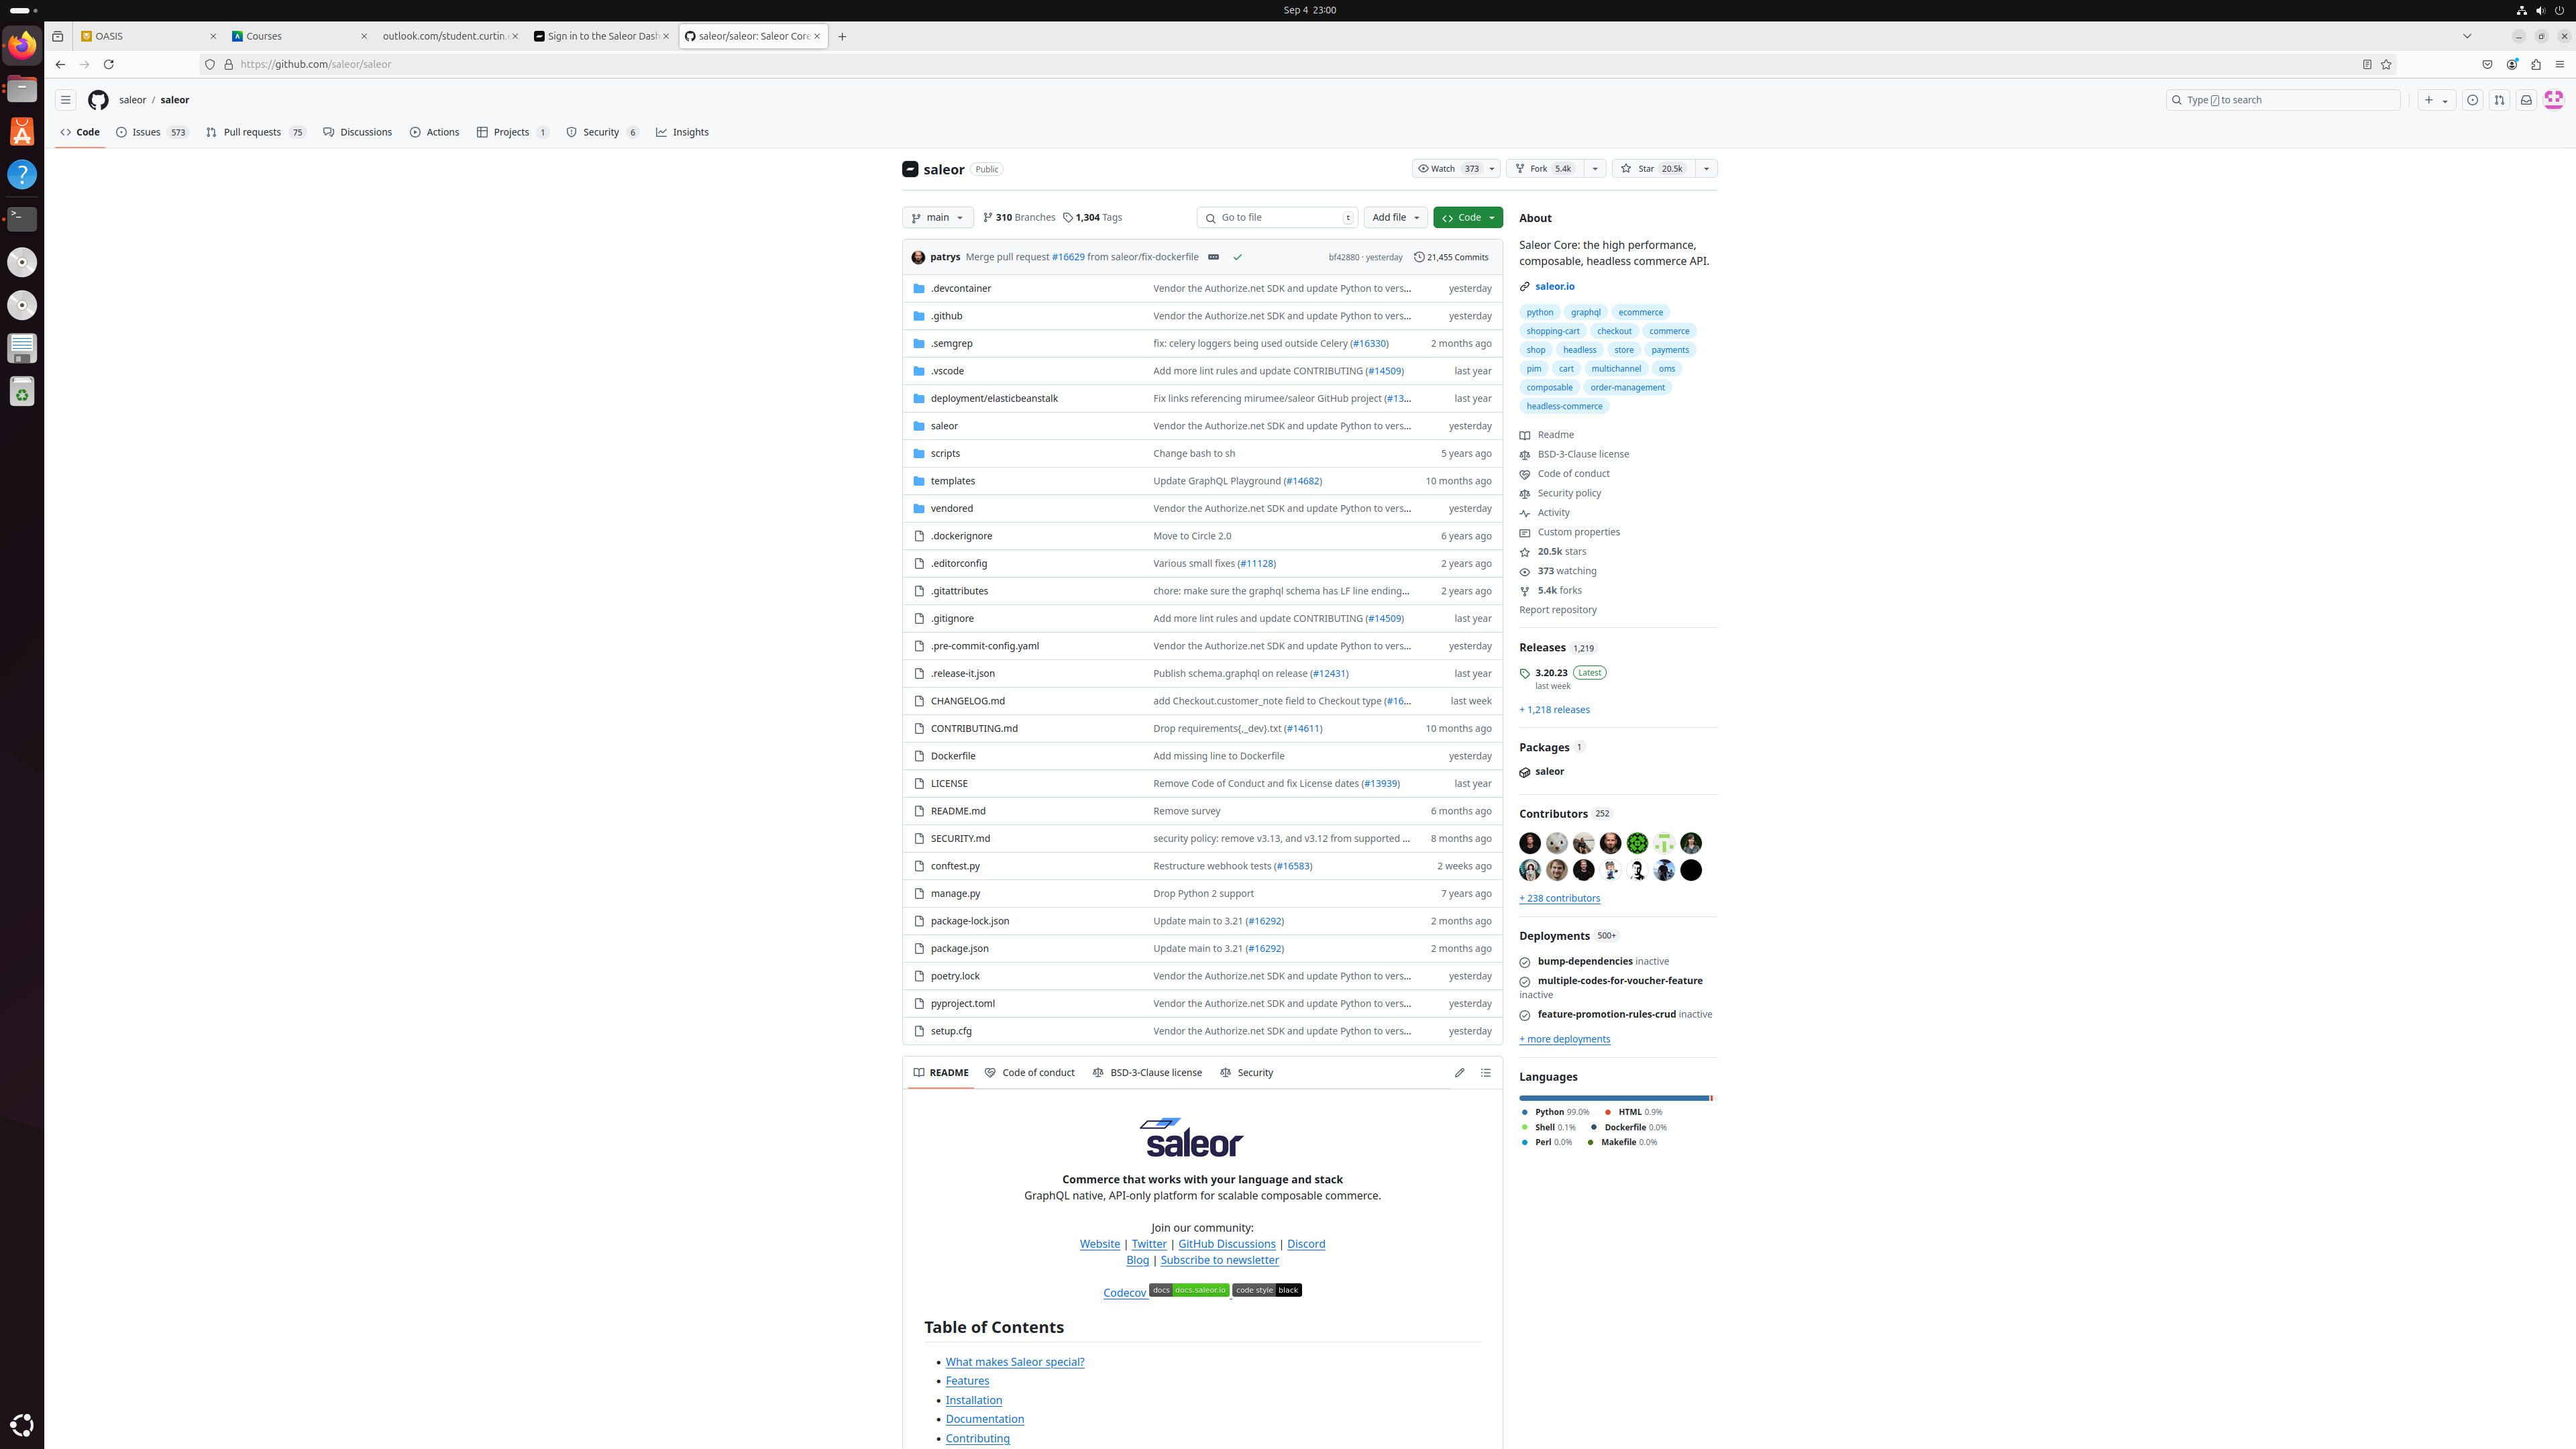 Sep 4 23:00
OASIS
Courses
outlook.com/student.curtin.
Sign in to the Saleor Dash
saleor/saleor: Saleor Core
https://github.com/saleor/saleor
saleor / saleor
Type / to search
Code
Issues 573
Pull requests 75
Discussions
Actions
Projects 1
Security 6
Insights
saleor Public
Watch 373
Fork 5.4k
Star 20.5k
main
310 Branches
1,304 Tags
Go to file t
Add file
Code
patrys Merge pull request #16629 from saleor/fix-dockerfile bf42880 · yesterday 21,455 Commits
.devcontainer Vendor the Authorize.net SDK and update Python to vers... yesterday
.github Vendor the Authorize.net SDK and update Python to vers... yesterday
.semgrep fix: celery loggers being used outside Celery (#16330) 2 months ago
.vscode Add more lint rules and update CONTRIBUTING (#14509) last year
deployment/elasticbeanstalk Fix links referencing mirumee/saleor GitHub project (#13... last year
saleor Vendor the Authorize.net SDK and update Python to vers... yesterday
scripts Change bash to sh 5 years ago
templates Update GraphQL Playground (#14682) 10 months ago
vendored Vendor the Authorize.net SDK and update Python to vers... yesterday
.dockerignore Move to Circle 2.0 6 years ago
.editorconfig Various small fixes (#11128) 2 years ago
.gitattributes chore: make sure the graphql schema has LF line ending... 2 years ago
.gitignore Add more lint rules and update CONTRIBUTING (#14509) last year
.pre-commit-config.yaml Vendor the Authorize.net SDK and update Python to vers... yesterday
.release-it.json Publish schema.graphql on release (#12431) last year
CHANGELOG.md add Checkout.customer_note field to Checkout type (#16... last week
CONTRIBUTING.md Drop requirements{,_dev}.txt (#14611) 10 months ago
Dockerfile Add missing line to Dockerfile yesterday
LICENSE Remove Code of Conduct and fix License dates (#13939) last year
README.md Remove survey 6 months ago
SECURITY.md security policy: remove v3.13, and v3.12 from supported ... 8 months ago
conftest.py Restructure webhook tests (#16583) 2 weeks ago
manage.py Drop Python 2 support 7 years ago
package-lock.json Update main to 3.21 (#16292) 2 months ago
package.json Update main to 3.21 (#16292) 2 months ago
poetry.lock Vendor the Authorize.net SDK and update Python to vers... yesterday
pyproject.toml Vendor the Authorize.net SDK and update Python to vers... yesterday
setup.cfg Vendor the Authorize.net SDK and update Python to vers... yesterday
README
Code of conduct
BSD-3-Clause license
Security
saleor
Commerce that works with your language and stack
GraphQL native, API-only platform for scalable composable commerce.
Join our community:
Website | Twitter | GitHub Discussions | Discord
Blog | Subscribe to newsletter
Codecov docs docs.saleor.io code style black
Table of Contents
What makes Saleor special?
Features
Installation
Documentation
Contributing
About
Saleor Core: the high performance,
composable, headless commerce API.
saleor.io
python graphql ecommerce
shopping-cart checkout commerce
shop headless store payments
pim cart multichannel oms
composable order-management
headless-commerce
Readme
BSD-3-Clause license
Code of conduct
Security policy
Activity
Custom properties
20.5k stars
373 watching
5.4k forks
Report repository
Releases 1,219
3.20.23 Latest
last week
+ 1,218 releases
Packages 1
saleor
Contributors 252
+ 238 contributors
Deployments 500+
bump-dependencies inactive
multiple-codes-for-voucher-feature
inactive
feature-promotion-rules-crud inactive
+ more deployments
Languages
Python 99.0% HTML 0.9%
Shell 0.1% Dockerfile 0.0%
Perl 0.0% Makefile 0.0%